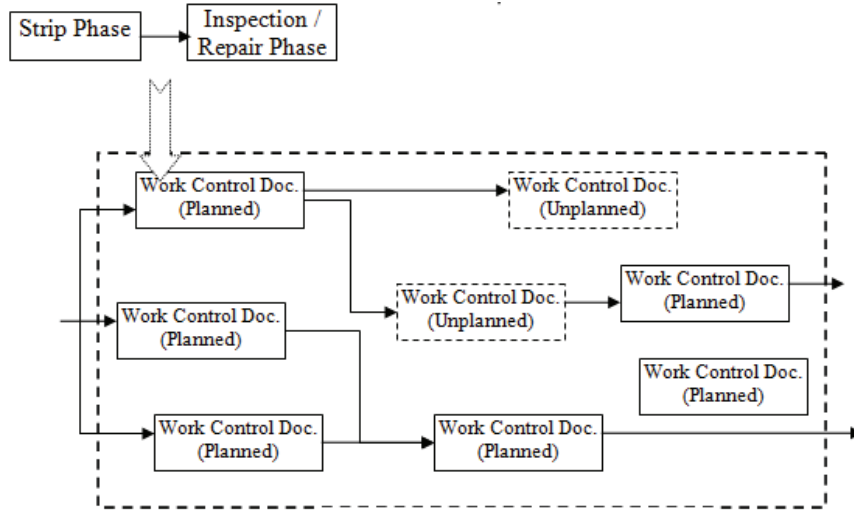 Strip Phase
Inspection /
Repair Phase
Work Control Doc.
(Planned)
Work Control Doc.
(Unplanned)
Work Control Doc.
(Unplanned)
Work Control Doc.
(Planned)
Work Control Doc.
(Planned)
Work Control Doc.
(Planned)
Work Control Doc.
(Planned)
Work Control Doc.
(Planned)